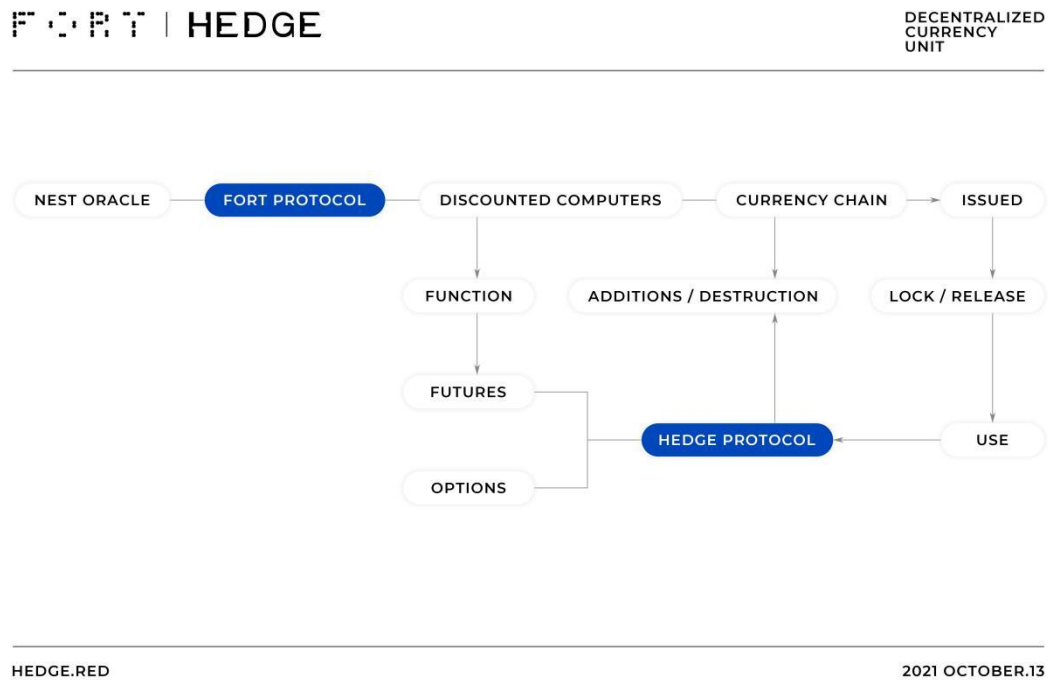 FORT | HEDGE
DECENTRALIZED
CURRENCY
UNIT
NEST ORACLE
FORT PROTOCOL
DISCOUNTED COMPUTERS
CURRENCY CHAIN
ISSUED
FUNCTION
ADDITIONS / DESTRUCTION
LOCK / RELEASE
FUTURES
HEDGE PROTOCOL
USE
OPTIONS
HEDGE.RED
2021 OCTOBER.13